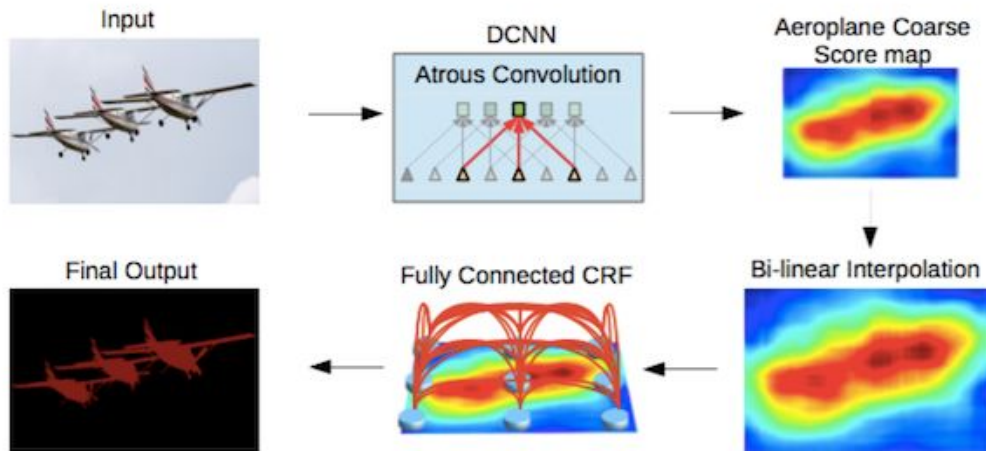 Input
DCNN
Atrous Convolution
Aeroplane Coarse
Score map
Final Output
Fully Connected CRF
Bi-linear Interpolation